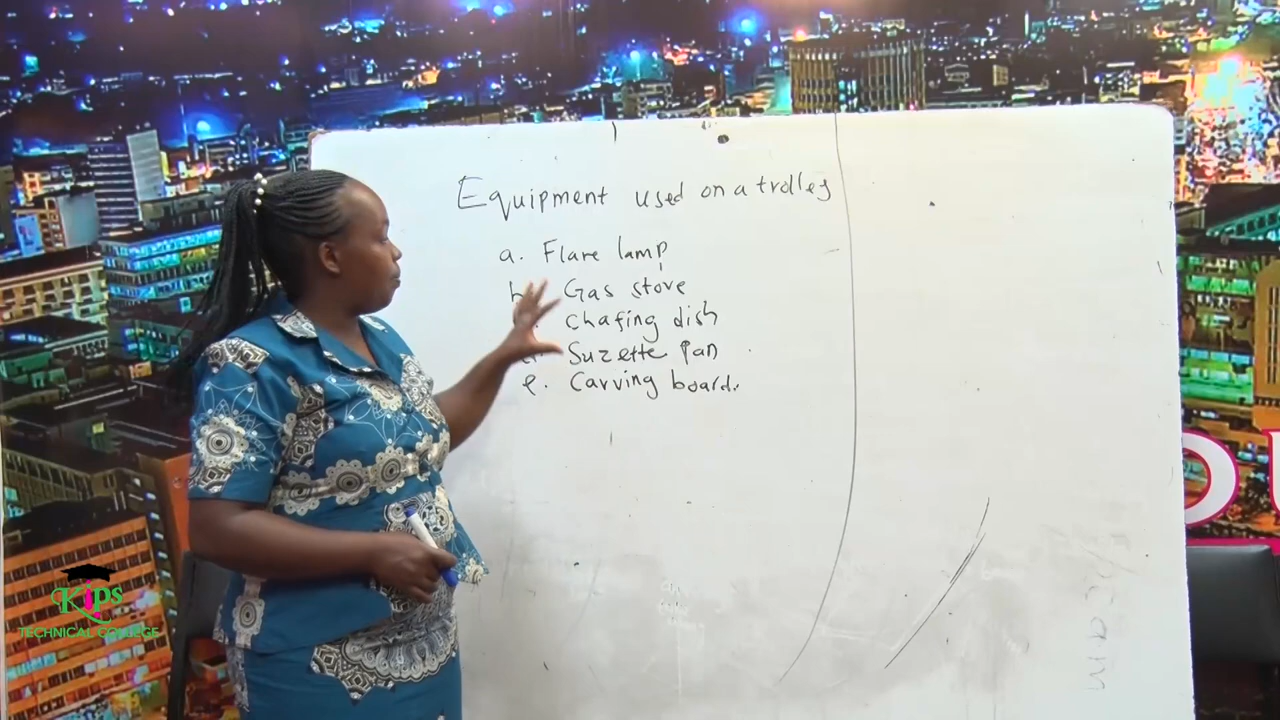 Equipment used on a trolley
a. Flare lamp
Gas stove
Chafing dish
Suzette Pan
e. Carving board.
Kips
TECHNICAL COLLEGE